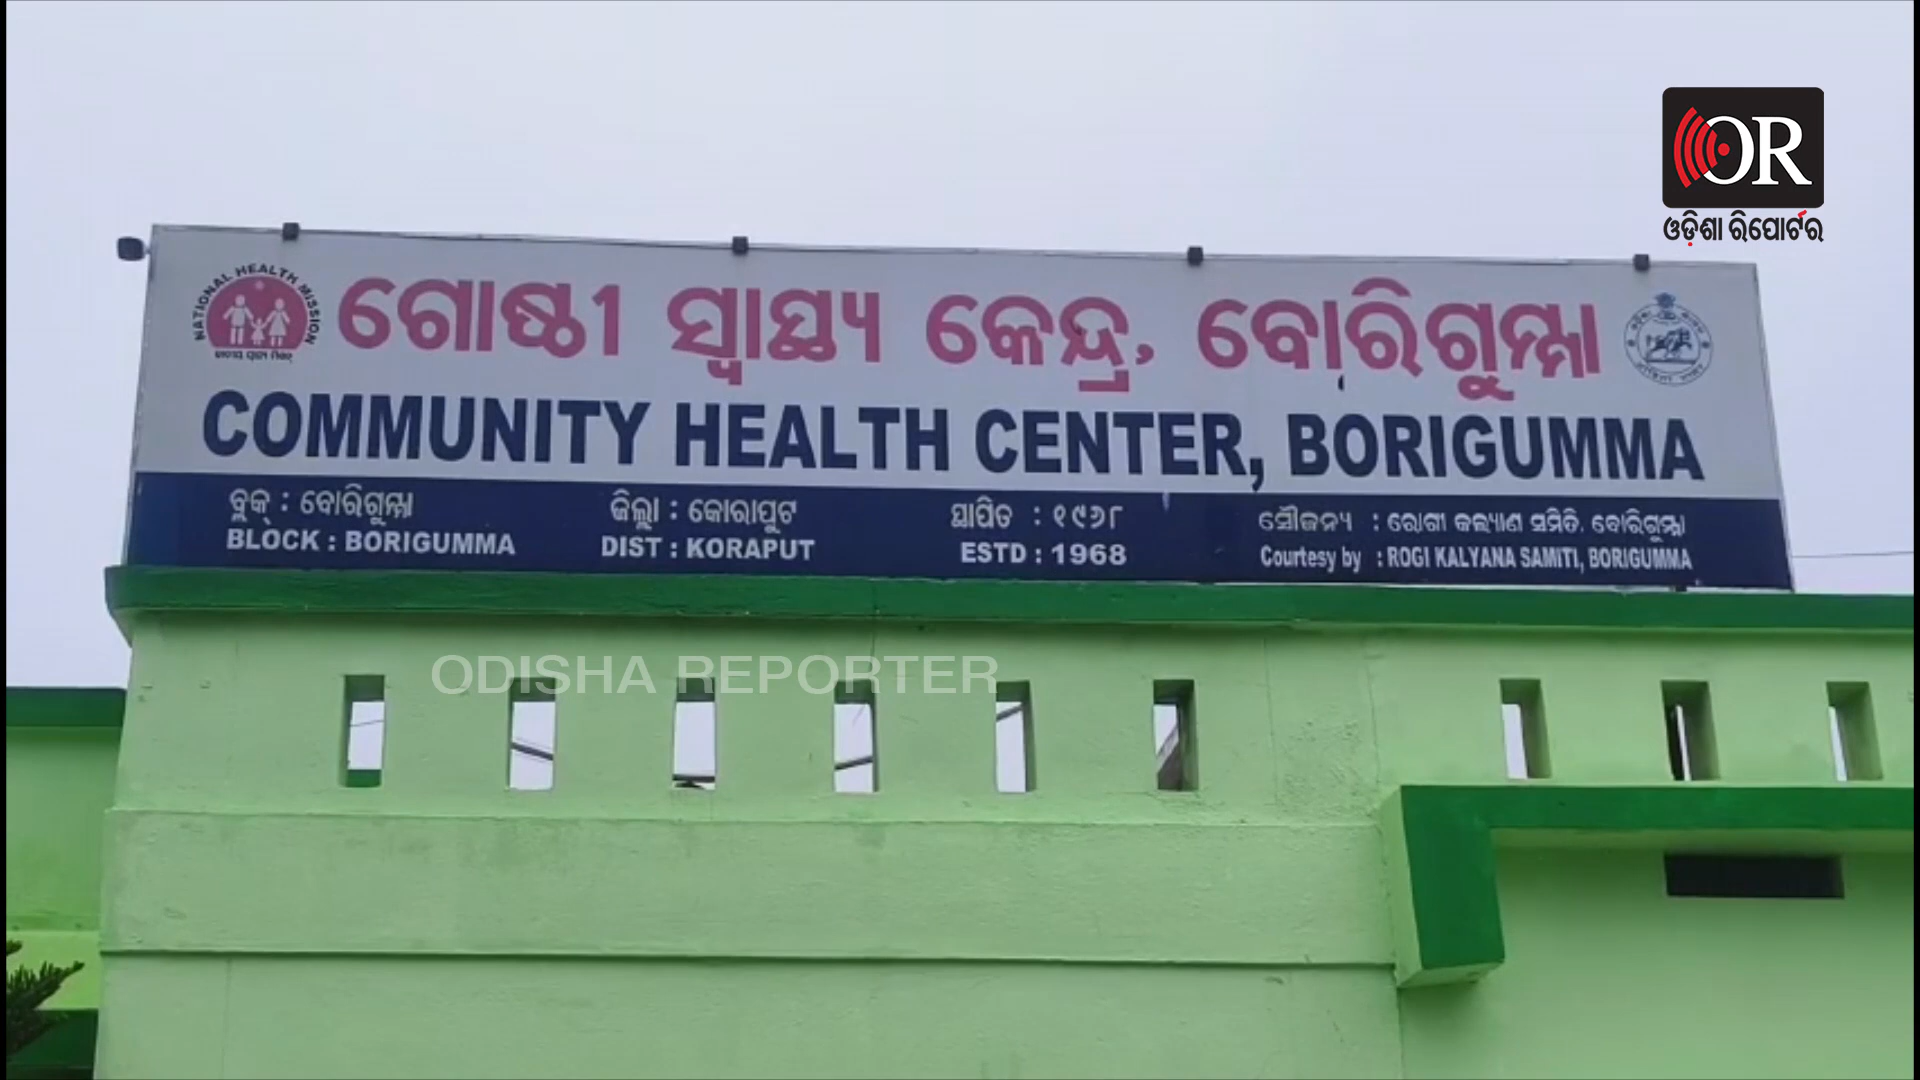 OR
ଓଡ଼ିଶା ରିପୋର୍ଟର
NATIONAL HEALTH MISSION
ଗୋଷ୍ଠୀ ସ୍ୱାସ୍ଥ୍ୟ କେନ୍ଦ୍ର, ବୋରିଗୁମ୍ମା
COMMUNITY HEALTH CENTER, BORIGUMMA
ବ୍ଲକ୍ : ବୋରିଗୁମ୍ମା ଜିଲ୍ଲା : କୋରାପୁଟ ସ୍ଥାପିତ : ୧୯୬୮ ସୌଜନ୍ୟ : ରୋଗୀ କଲ୍ୟାଣ ସମିତି, ବୋରିଗୁମ୍ମା
BLOCK : BORIGUMMA DIST : KORAPUT ESTD : 1968 Courtesy by : ROGI KALYANA SAMITI, BORIGUMMA
ODISHA REPORTER